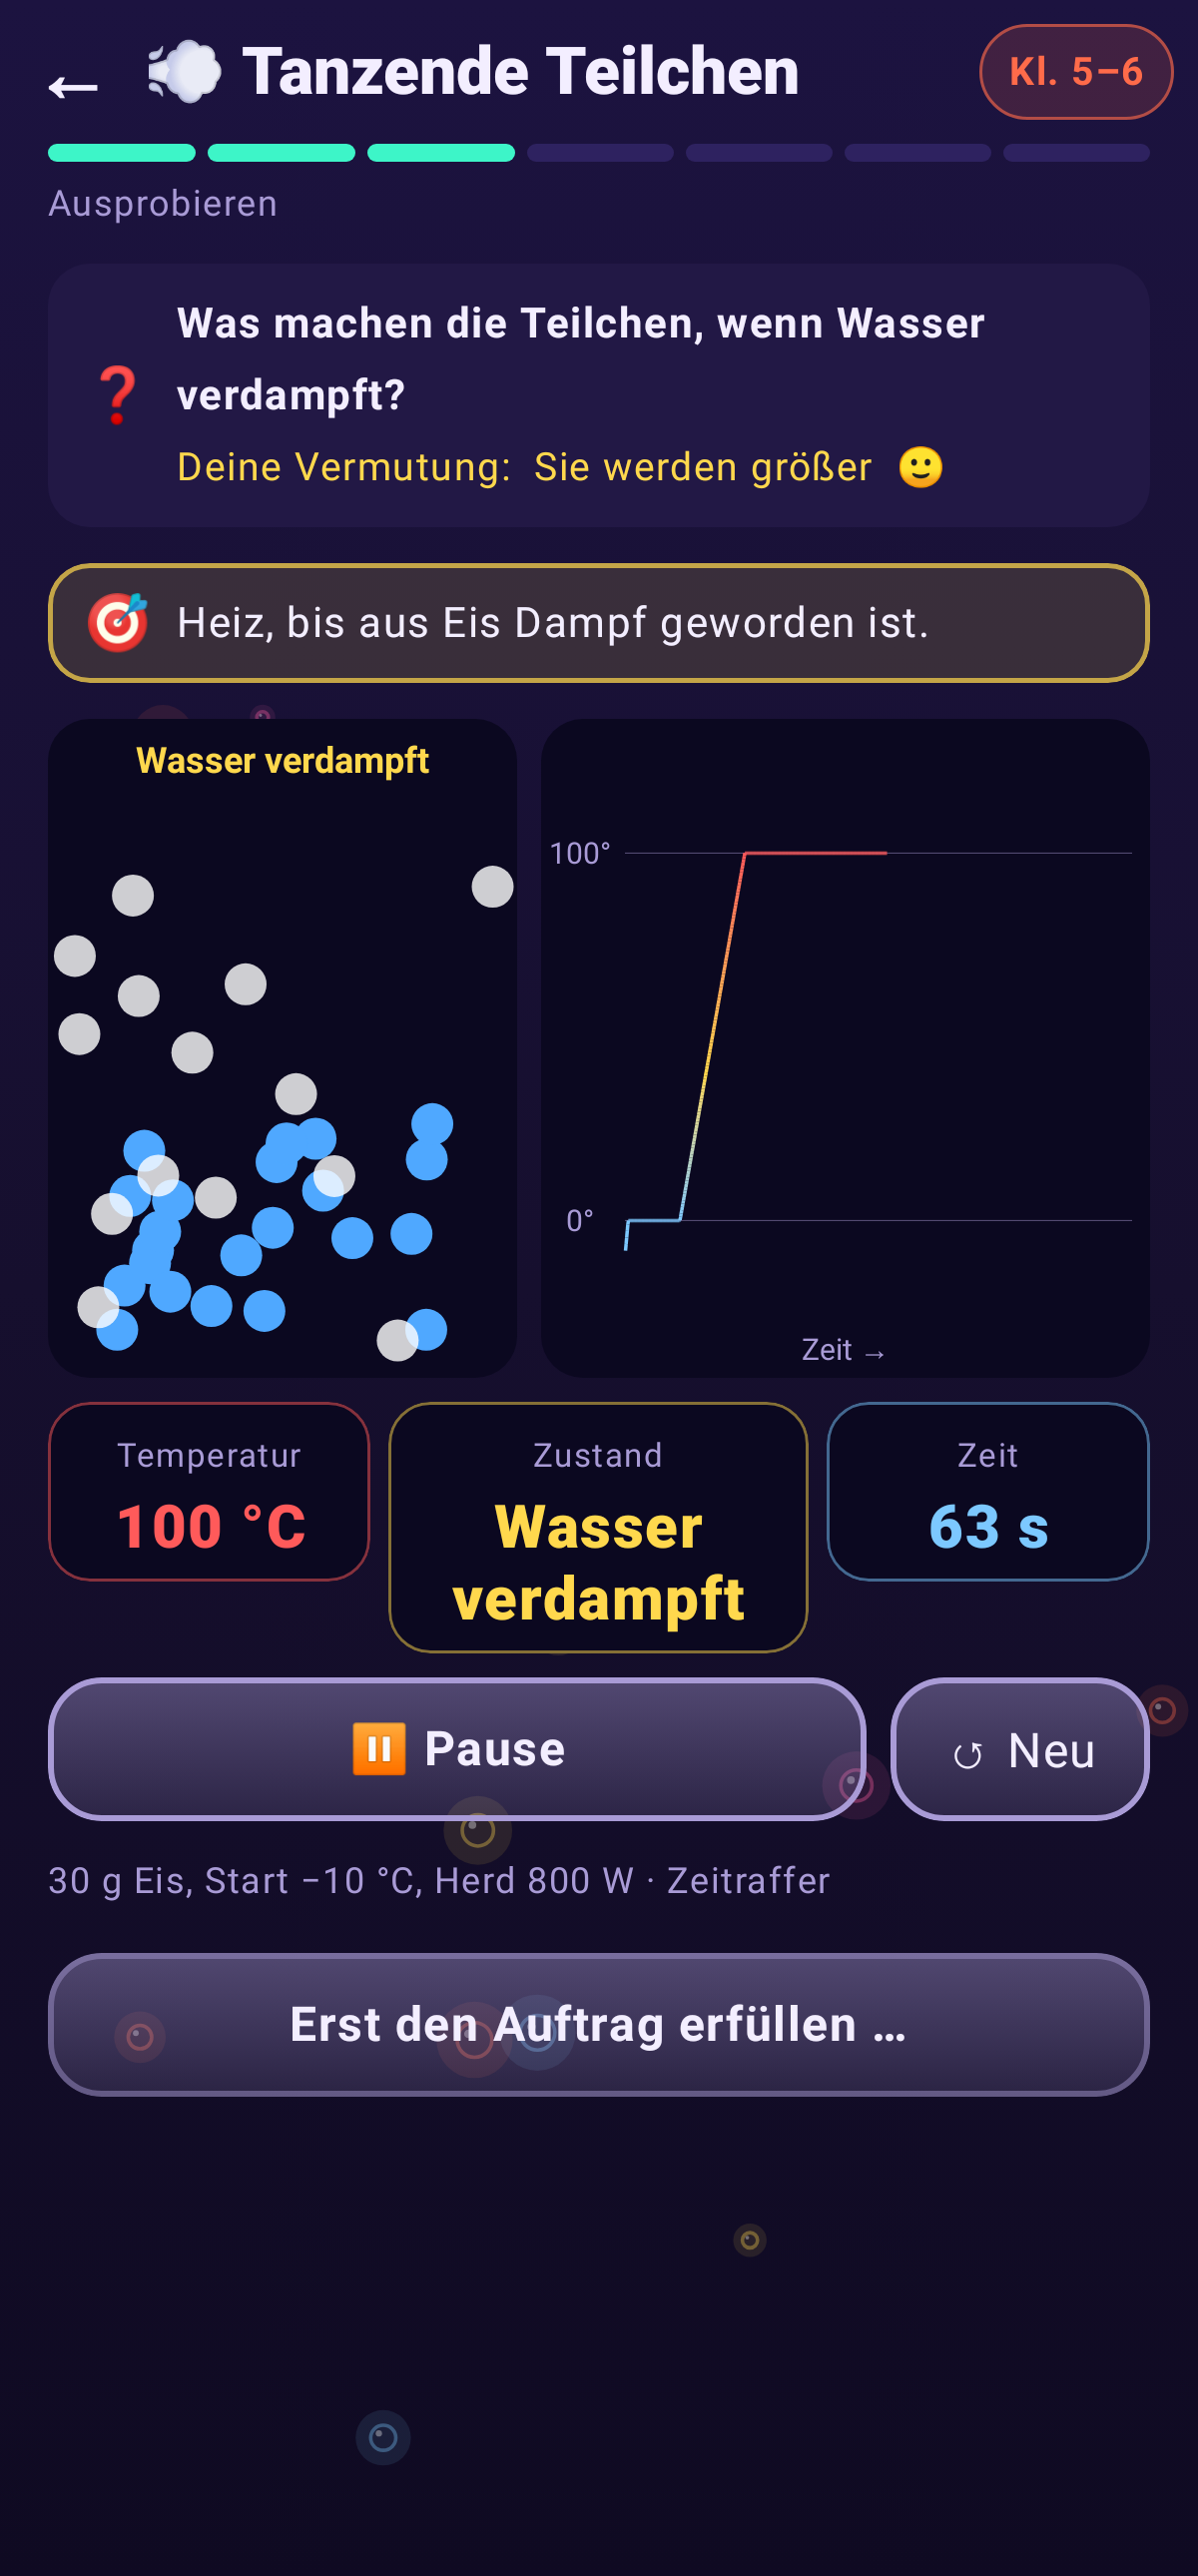 ← Tanzende Teilchen
Kl. 5–6
Ausprobieren
Was machen die Teilchen, wenn Wasser
verdampft?
Deine Vermutung: Sie werden größer
Heiz, bis aus Eis Dampf geworden ist.
Wasser verdampft
100°
0°
Zeit →
Temperatur
100 °C
Zustand
Wasser
verdampft
Zeit
63 s
Pause
↺ Neu
30 g Eis, Start −10 °C, Herd 800 W · Zeitraffer
Erst den Auftrag erfüllen …